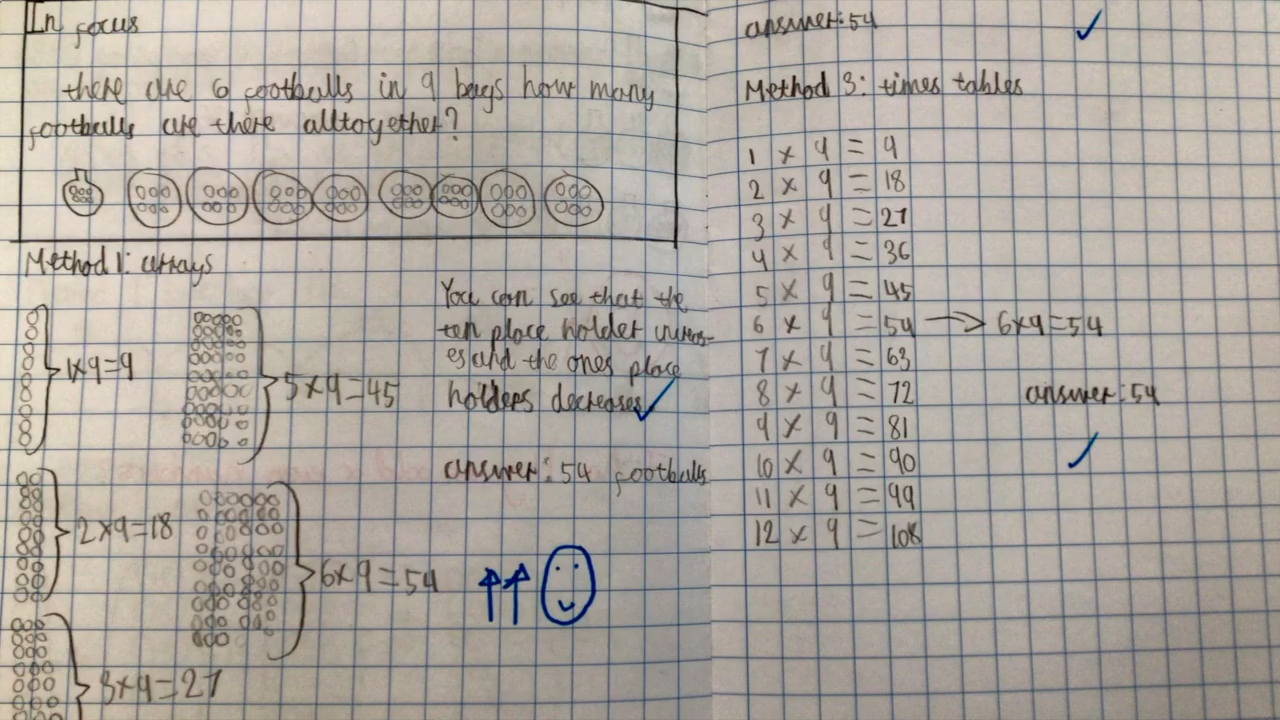 In focus
there are 6 footballs in 9 bags how many
footballs are there alltogether?
Method 1: arrays
1x9=9
5x9=45
2x9=18
6x9=54
3x9=27
You can see that the
ten place holder increas-
es and the ones place
holders decreases
answer: 54 footballs
answer: 54
Method 3: times tables
1 x 9 = 9
2 x 9 = 18
3 x 9 = 27
4 x 9 = 36
5 x 9 = 45
6 x 9 = 54 → 6x9=54
7 x 9 = 63
8 x 9 = 72
answer: 54
9 x 9 = 81
10 x 9 = 90
11 x 9 = 99
12 x 9 = 108